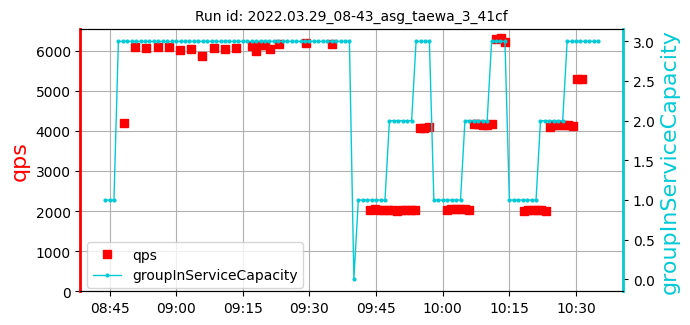 Run id: 2022.03.29_08-43_asg_taewa_3_41cf
qps
6000
5000
4000
3000
2000
1000
0
3.0
2.5
2.0
1.5
1.0
0.5
0.0
groupInServiceCapacity
qps
groupInServiceCapacity
08:45 09:00 09:15 09:30 09:45 10:00 10:15 10:30